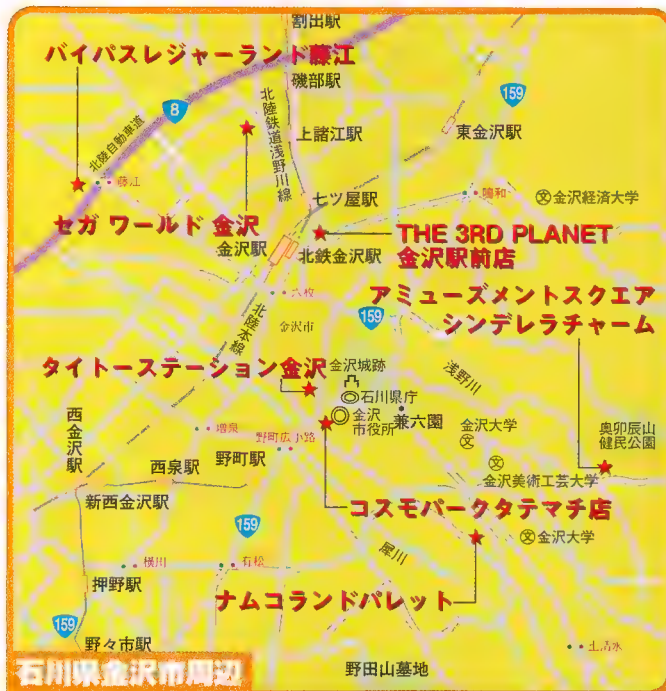 割出駅
バイパスレジャーランド藤江
磯部駅
159
8
北陸鉄道浅野川線
北陸自動車道
上諸江駅
東金沢駅
藤江
七ツ屋駅
鳴和
金沢経済大学
セガ ワールド 金沢
金沢駅
北鉄金沢駅
THE 3RD PLANET
金沢駅前店
アミューズメントスクエア
シンデレラチャーム
六枚
北陸本線
金沢市
159
タイトーステーション金沢
金沢城跡
浅野川
石川県庁
金沢
市役所
兼六園
西金沢駅
増泉
野町広小路
金沢大学
奥卯辰山
健民公園
西泉駅
野町駅
金沢美術工芸大学
新西金沢駅
コスモパークタテマチ店
159
犀川
文金沢大学
横川
有松
押野駅
ナムコランドパレット
159
野々市駅
土清水
石川県金沢市周辺
野田山墓地